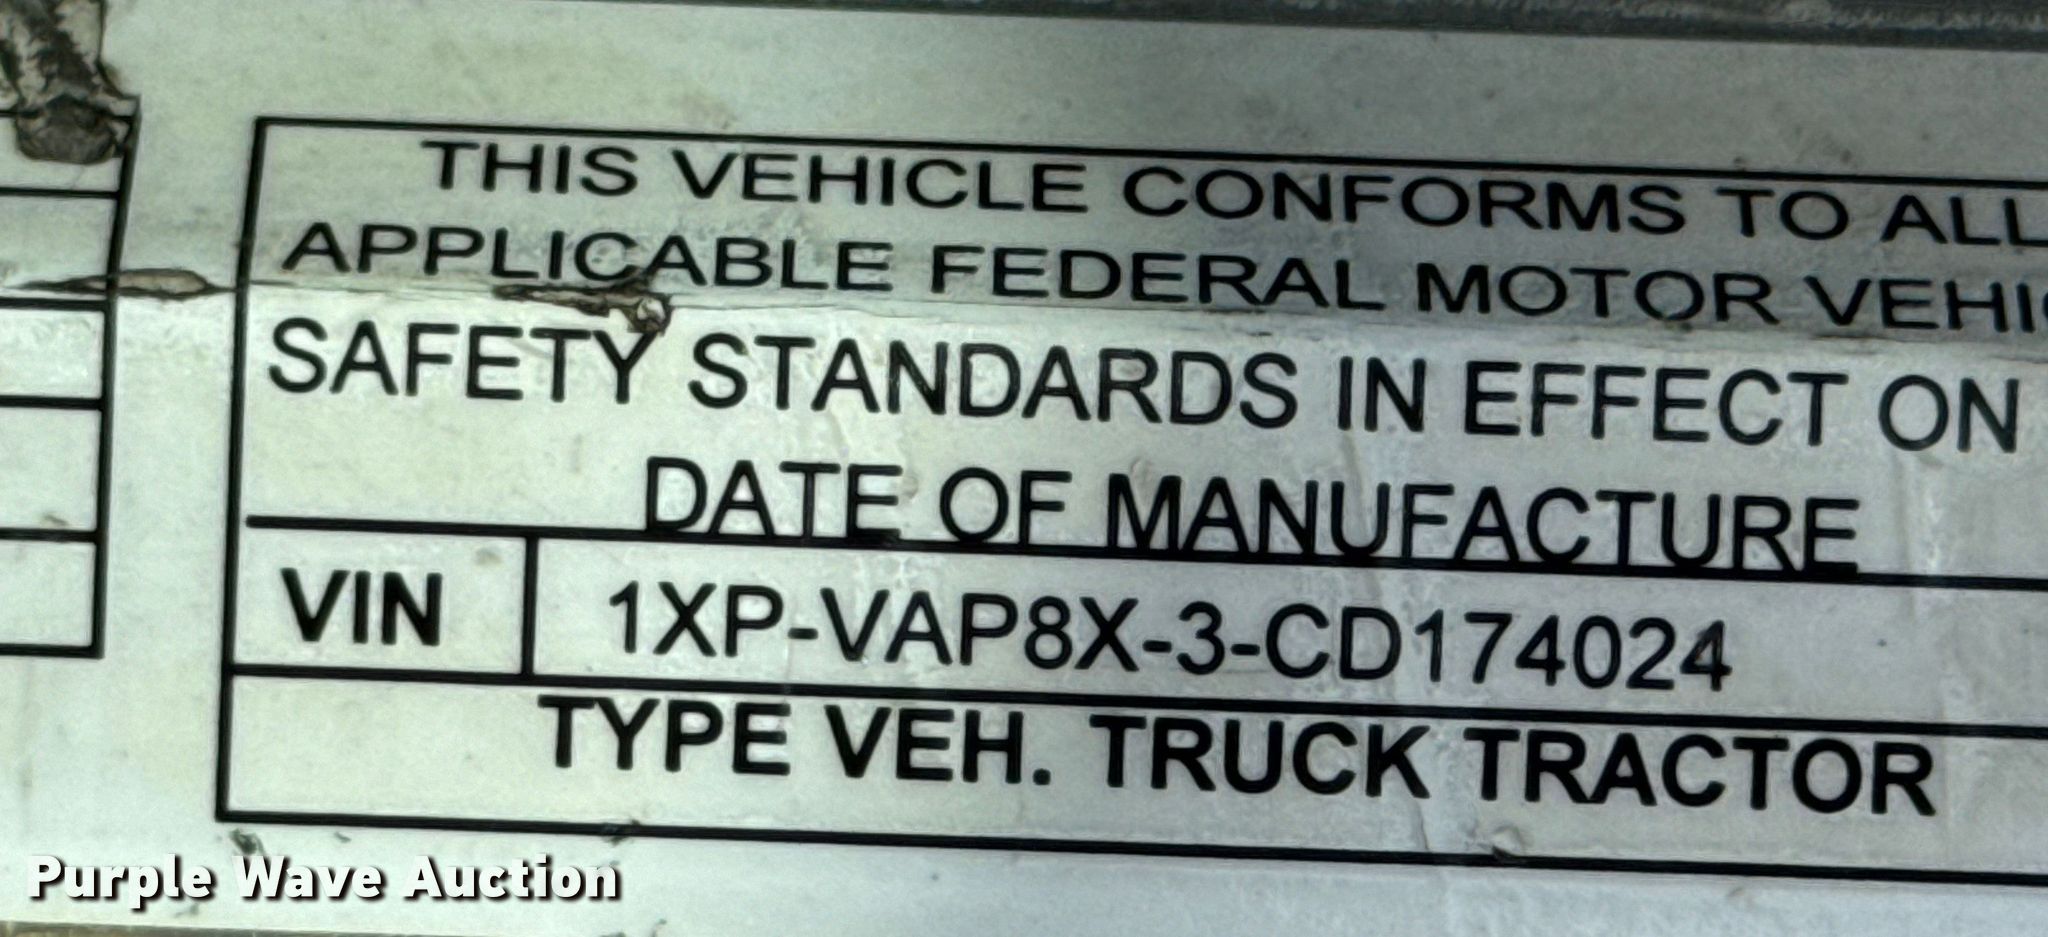 THIS VEHICLE CONFORMS TO ALL
APPLICABLE FEDERAL MOTOR VEHIC
SAFETY STANDARDS IN EFFECT ON
DATE OF MANUFACTURE
VIN 1XP-VAP8X-3-CD174024
TYPE VEH. TRUCK TRACTOR
Purple Wave Auction